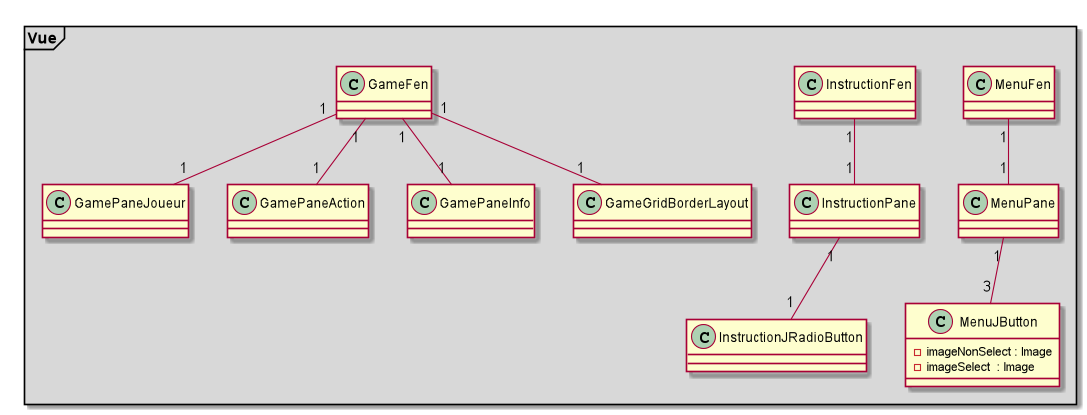 Vue
C GameFen
C InstructionFen
C MenuFen
1 1 1 1 1 1
1 1 1 1 1 1
C GamePaneJoueur
C GamePaneAction
C GamePaneInfo
C GameGridBorderLayout
C InstructionPane
C MenuPane
1 1
1 3
C InstructionJRadioButton
C MenuJButton
imageNonSelect : Image
imageSelect : Image